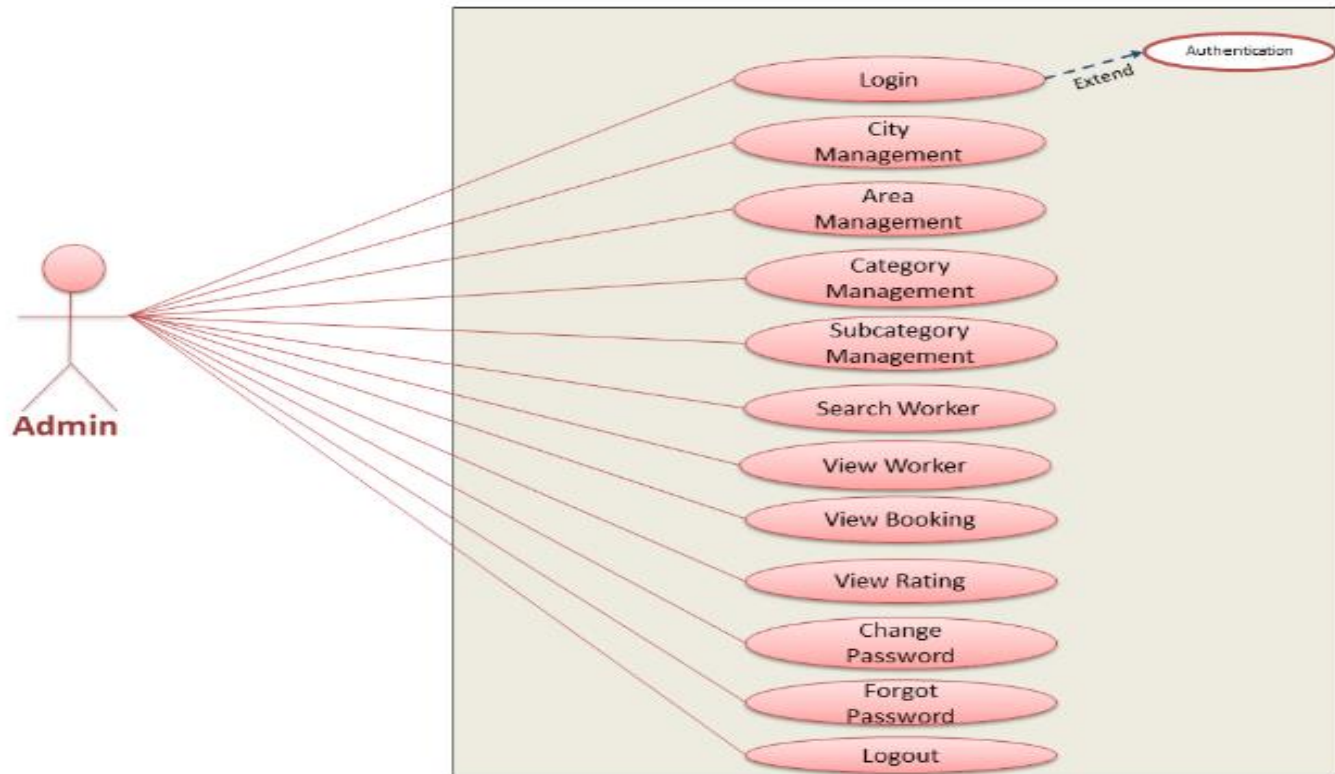 Authentication
Extend
Login
City
Management
Area
Management
Category
Management
Subcategory
Management
Admin
Search Worker
View Worker
View Booking
View Rating
Change
Password
Forgot
Password
Logout